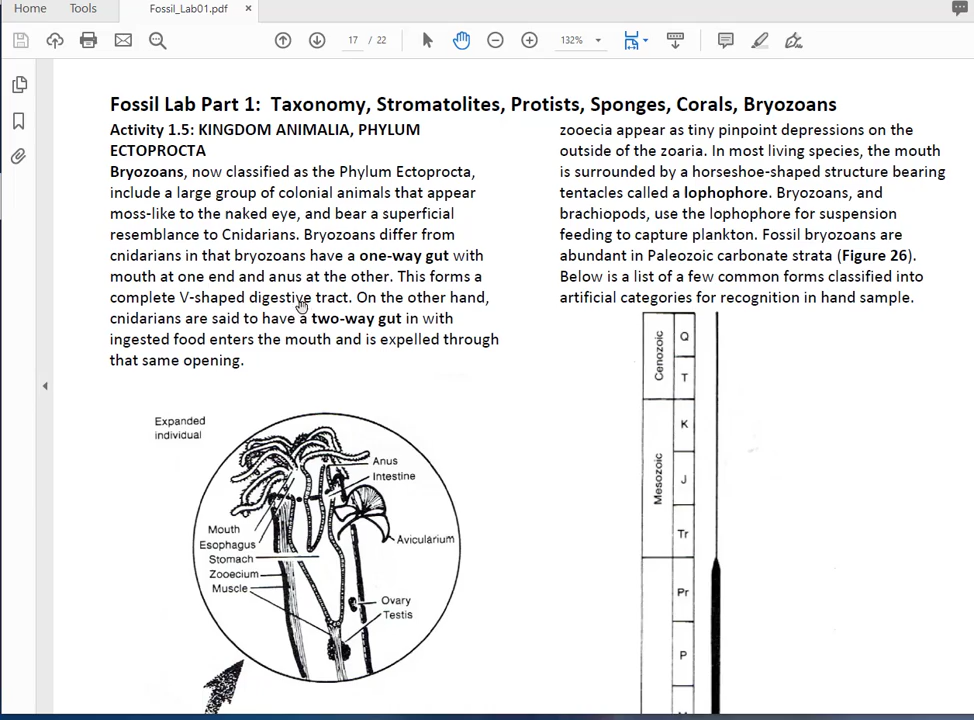 Home
Tools
Fossil_Lab01.pdf
×
17 / 22
132%
Fossil Lab Part 1: Taxonomy, Stromatolites, Protists, Sponges, Corals, Bryozoans
Activity 1.5: KINGDOM ANIMALIA, PHYLUM
ECTOPROCTA
Bryozoans, now classified as the Phylum Ectoprocta,
include a large group of colonial animals that appear
moss-like to the naked eye, and bear a superficial
resemblance to Cnidarians. Bryozoans differ from
cnidarians in that bryozoans have a one-way gut with
mouth at one end and anus at the other. This forms a
complete V-shaped digestive tract. On the other hand,
cnidarians are said to have a two-way gut in with
ingested food enters the mouth and is expelled through
that same opening.
Expanded
individual
Anus
Intestine
Mouth
Esophagus
Stomach
Zooecium
Muscle
Avicularium
Ovary
Testis
zooecia appear as tiny pinpoint depressions on the
outside of the zoaria. In most living species, the mouth
is surrounded by a horseshoe-shaped structure bearing
tentacles called a lophophore. Bryozoans, and
brachiopods, use the lophophore for suspension
feeding to capture plankton. Fossil bryozoans are
abundant in Paleozoic carbonate strata (Figure 26).
Below is a list of a few common forms classified into
artificial categories for recognition in hand sample.
Cenozoic
Q
T
Mesozoic
K
J
Tr
Pr
P